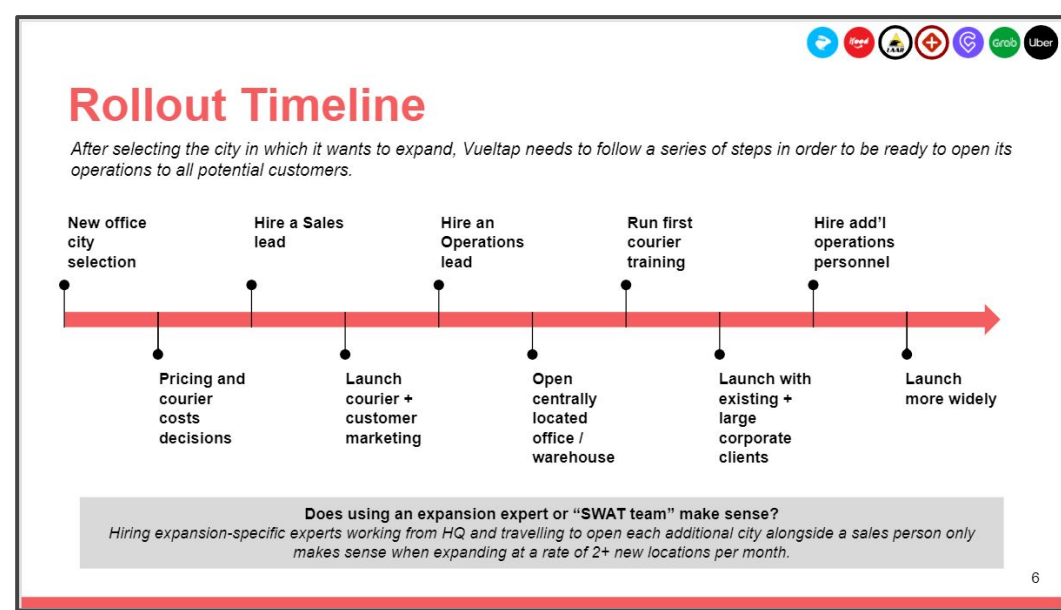 ifood
LAAR
Grab
Uber
Rollout Timeline
After selecting the city in which it wants to expand, Vueltap needs to follow a series of steps in order to be ready to open its
operations to all potential customers.
New office
city
selection
Hire a Sales
lead
Hire an
Operations
lead
Run first
courier
training
Hire add’l
operations
personnel
Pricing and
courier
costs
decisions
Launch
courier +
customer
marketing
Open
centrally
located
office /
warehouse
Launch with
existing +
large
corporate
clients
Launch
more widely
Does using an expansion expert or “SWAT team” make sense?
Hiring expansion-specific experts working from HQ and travelling to open each additional city alongside a sales person only
makes sense when expanding at a rate of 2+ new locations per month.
6